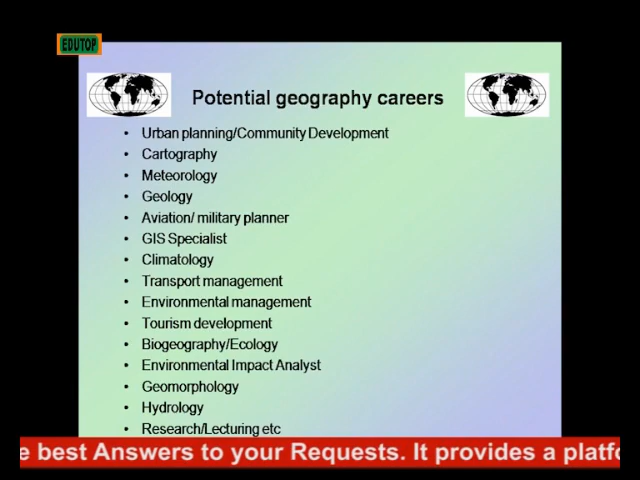 EDUTOP
Potential geography careers
• Urban planning/Community Development
• Cartography
• Meteorology
• Geology
• Aviation/ military planner
• GIS Specialist
• Climatology
• Transport management
• Environmental management
• Tourism development
• Biogeography/Ecology
• Environmental Impact Analyst
• Geomorphology
• Hydrology
• Research/Lecturing etc
e best Answers to your Requests. It provides a platfo